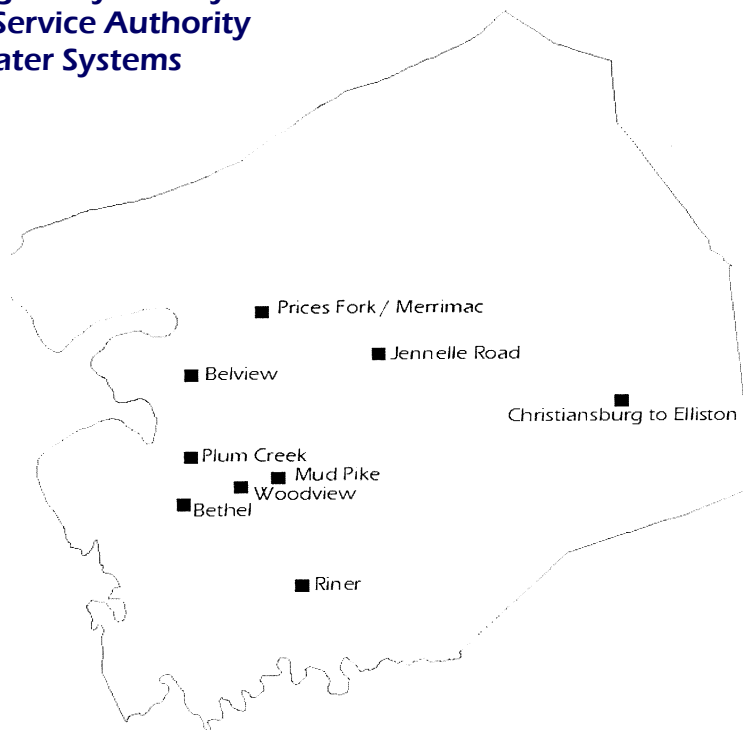 Service Authority
ater Systems
Prices Fork / Merrimac
Jennelle Road
Belview
Christiansburg to Elliston
Plum Creek
Mud Pike
Woodview
Bethel
Riner